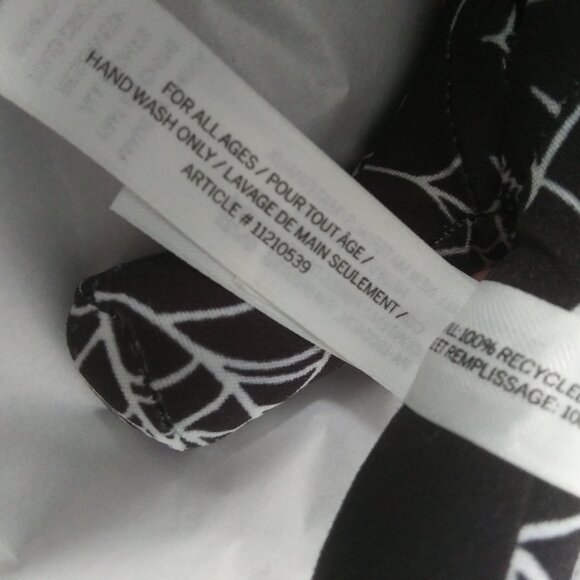 FOR ALL AGES / POUR TOUT ÂGE /
HAND WASH ONLY / LAVAGE DE MAIN SEULEMENT /
ARTICLE # 11210539
100% RECYCLED
ET REMPLISSAGE: 100%